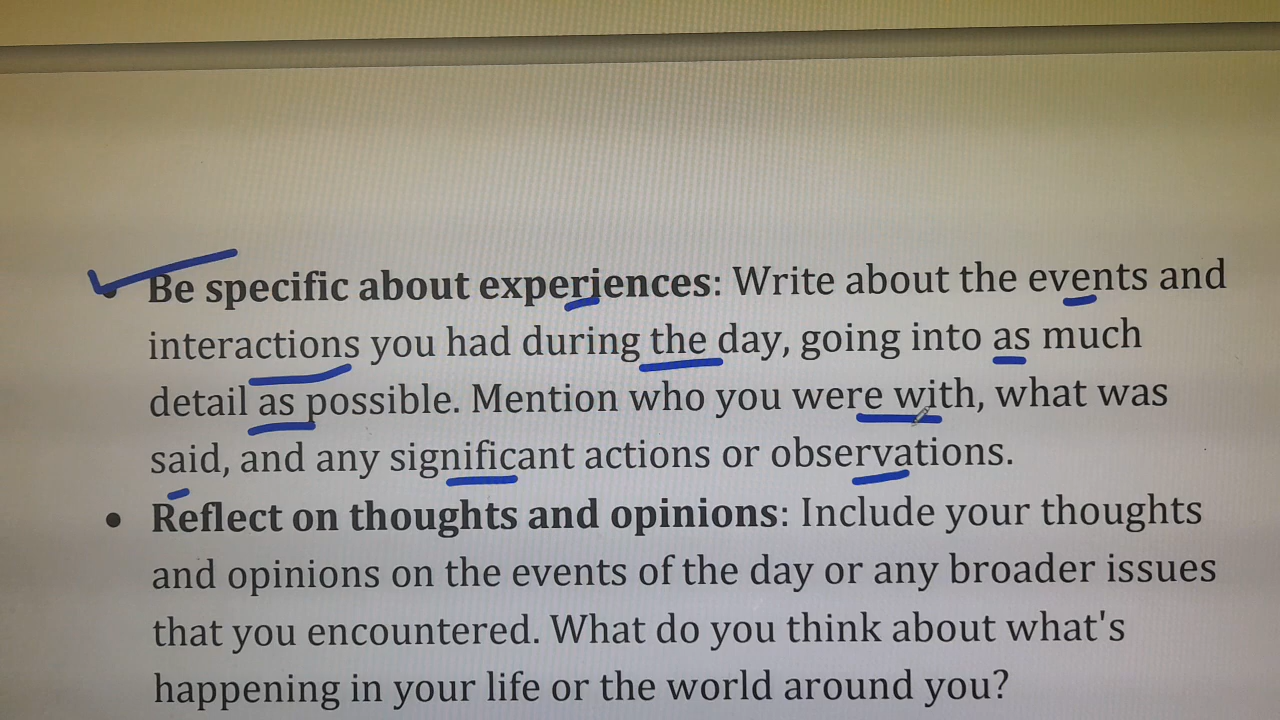 • Be specific about experiences: Write about the events and
interactions you had during the day, going into as much
detail as possible. Mention who you were with, what was
said, and any significant actions or observations.
• Reflect on thoughts and opinions: Include your thoughts
and opinions on the events of the day or any broader issues
that you encountered. What do you think about what's
happening in your life or the world around you?